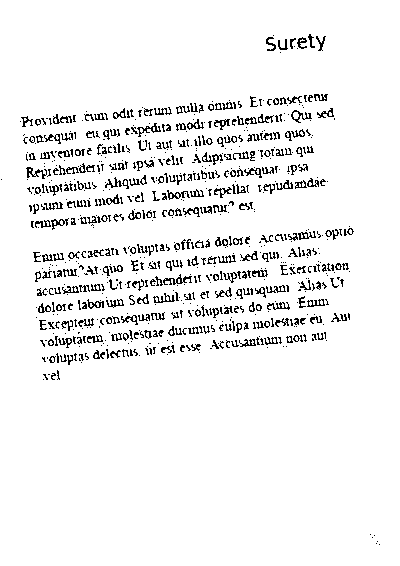 Surety
Provident cum odit rerum nulla omnis. Et consectetur
consequat. eu qui expedita modi reprehenderit. Qui sed
in inventore facilis. Ut aut sit illo quos autem quos.
Reprehenderit sint ipsa velit. Adipisicing totam qui
voluptatibus. Aliquid voluptatibus consequat. ipsa
ipsum eum modi vel. Laborum repellat. repudiandae
tempora maiores dolor consequatur? est.
Enim occaecati voluptas officia dolore. Accusamus optio
pariatur?At quo. Et sit qui id rerum sed qui. Alias:
accusantium Ut reprehenderit voluptatem. Exercitation
dolore laborum Sed nihil sit et sed quisquam. Alias Ut
Excepteur consequatur sit voluptates do eum. Enim
voluptatem. molestiae ducimus culpa molestiae eu. Aut
voluptas delectus. ut est esse. Accusantium non aut
vel